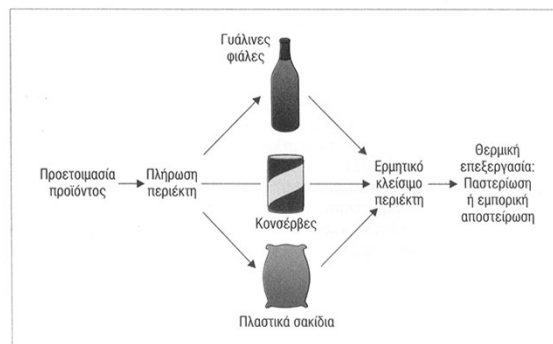 Γυάλινες
φιάλες
Προετοιμασία
προϊόντος
Πλήρωση
περιέκτη
Κονσέρβες
Ερμητικό
κλείσιμο
περιέκτη
Θερμική
επεξεργασία:
Παστερίωση
ή εμπορική
αποστείρωση
Πλαστικά σακίδια